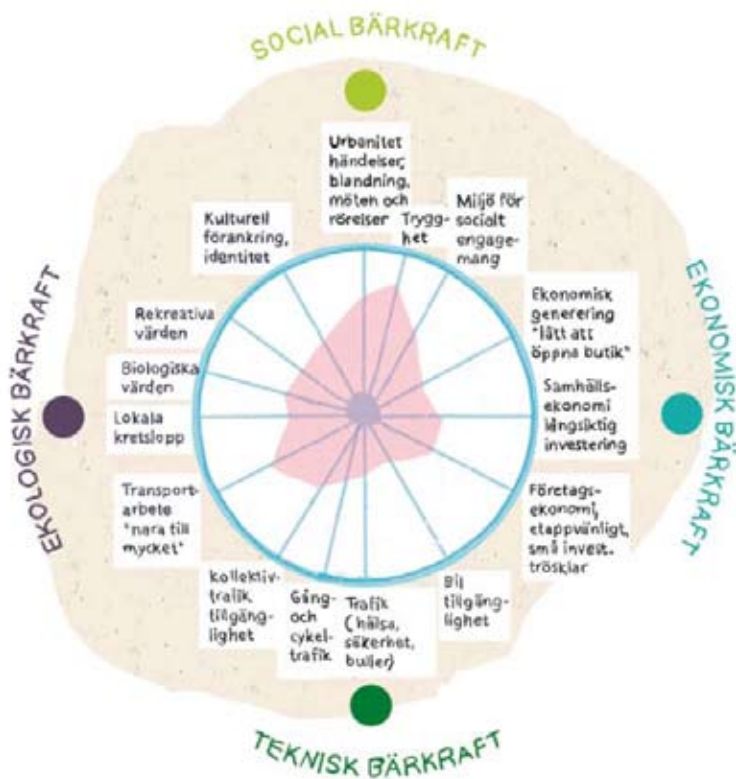 SOCIAL BÄRKRAFT
Urbanitet
händelser,
blandning,
möten och
rörelser
Trygg-
het
Miljö för
socialt
engage-
mang
Kulturell
förankring,
identitet
EKONOMISK BÄRKRAFT
Ekonomisk
generering
"lätt att
öppna butik"
Samhälls-
ekonomi
långsiktig
investering
Företags-
ekonomi,
etappvänligt,
små invest.
trösklar
EKOLOGISK BÄRKRAFT
Rekreativa
värden
Biologiska
värden
Lokala
kretslopp
Transport-
arbete
"nära till
mycket"
Kollektiv-
trafik
tillgäng-
lighet
Gång-
och
cykel-
trafik
Trafik
(hälsa,
säkerhet,
buller)
Bil
tillgäng-
lighet
TEKNISK BÄRKRAFT